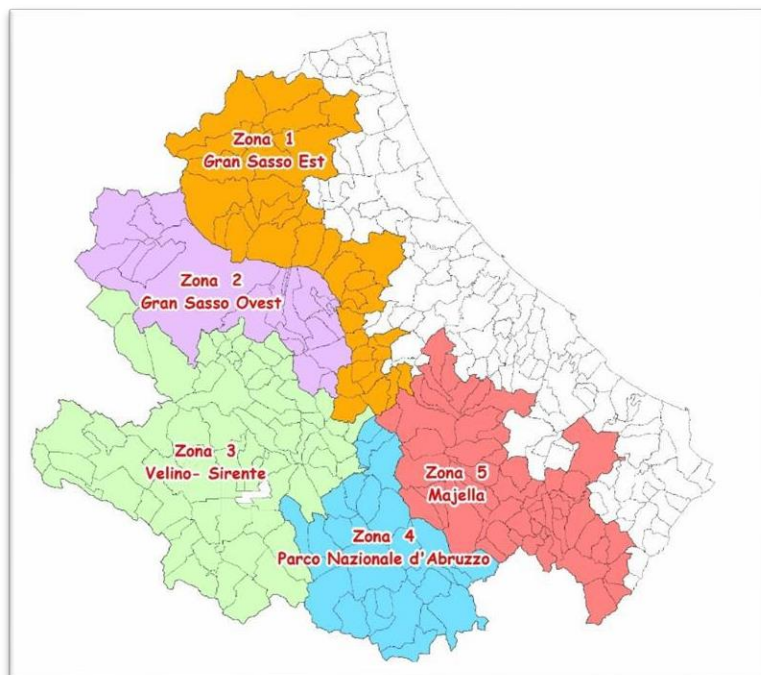 Zona 1
Gran Sasso Est
Zona 2
Gran Sasso Ovest
Zona 3
Velino- Sirente
Zona 5
Majella
Zona 4
Parco Nazionale d'Abruzzo